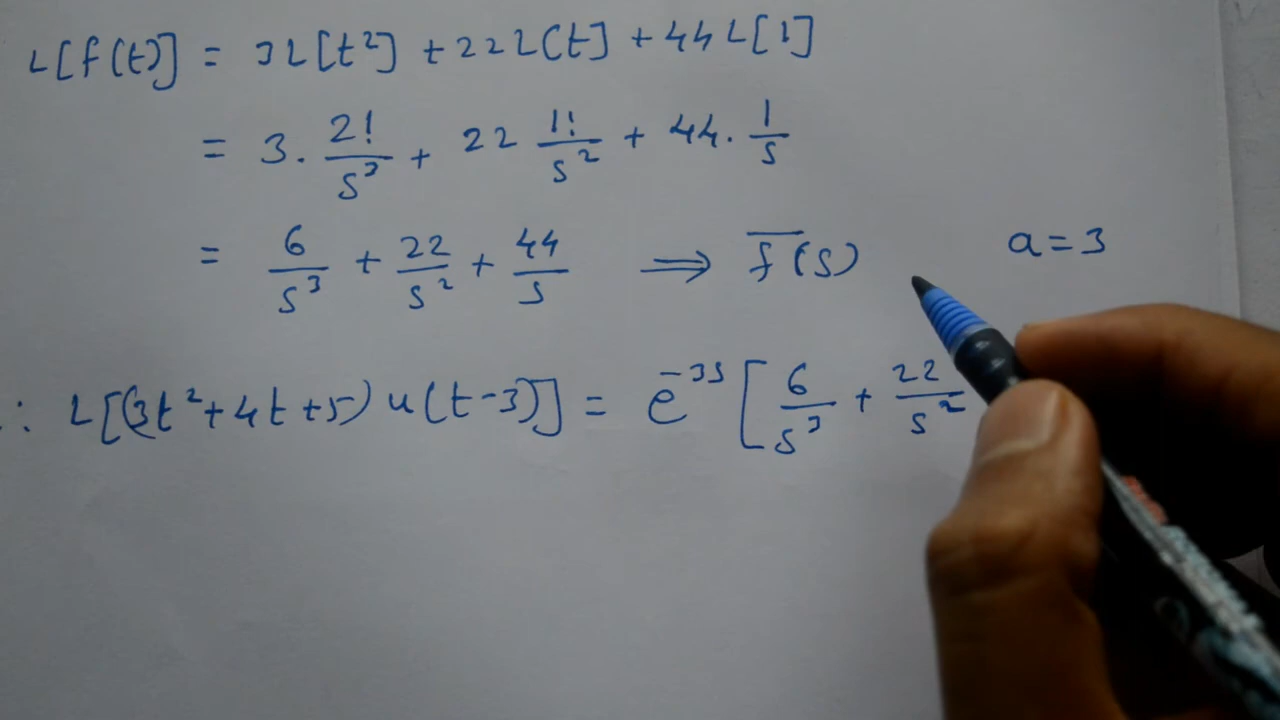 L[f(t)] = 3L[t²] + 22L[t] + 44L[1]
= 3. 2!/s³ + 22 1!/s² + 44. 1/s
= 6/s³ + 22/s² + 44/s ⟹ f̅(s) a=3
∴ L[(3t²+4t+5) u(t-3)] = e^-3s [6/s³ + 22/s²